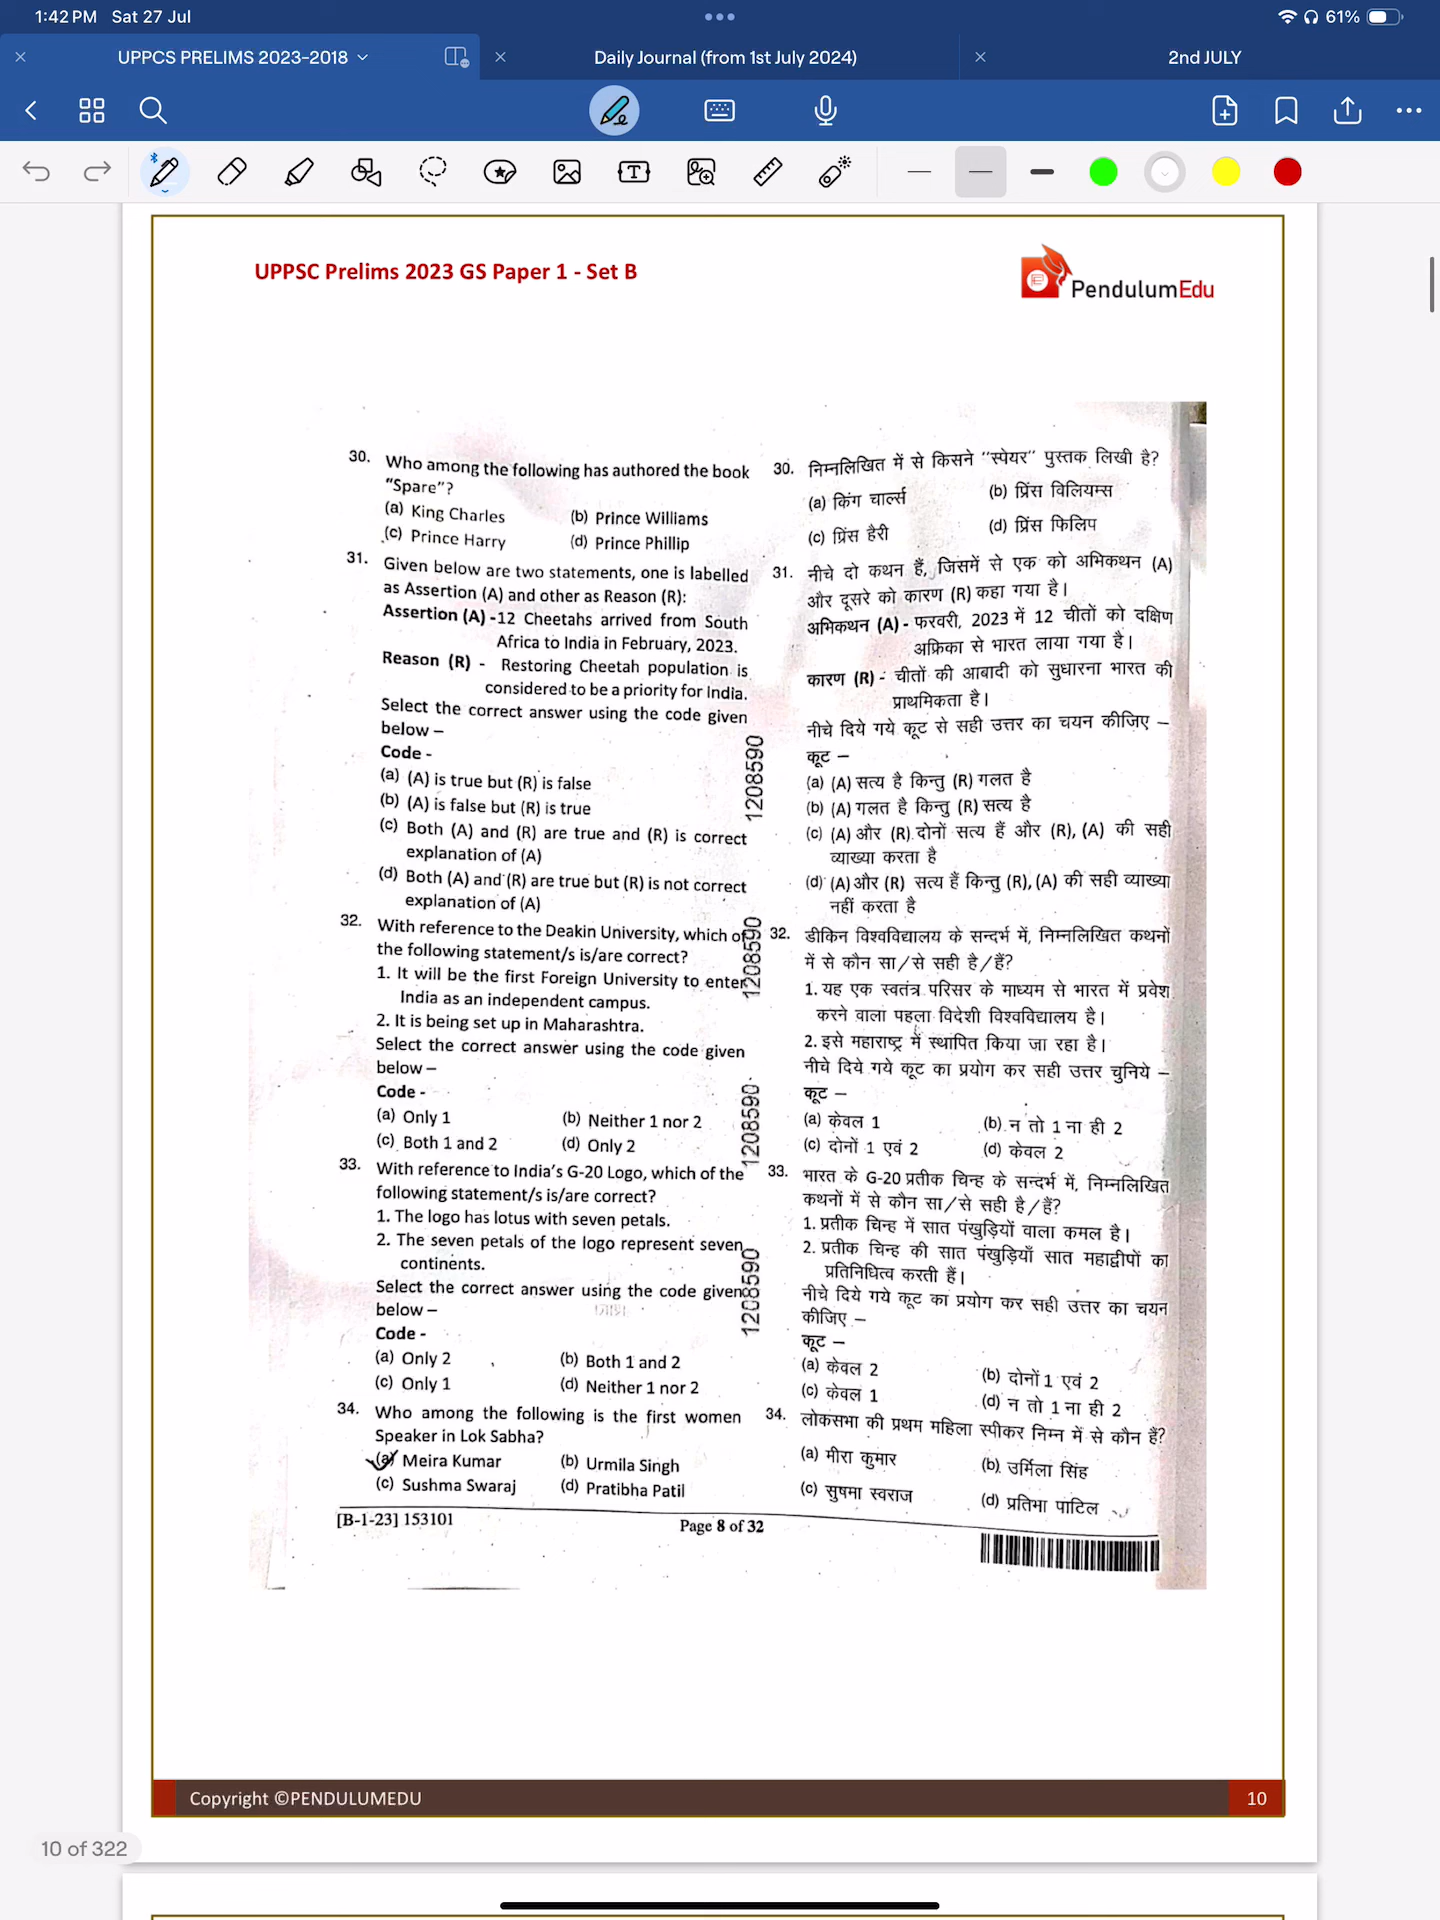 1:42 PM Sat 27 Jul
61%
UPPCS PRELIMS 2023-2018
Daily Journal (from 1st July 2024)
2nd JULY
UPPSC Prelims 2023 GS Paper 1 - Set B
PendulumEdu
30. Who among the following has authored the book
"Spare"?
(a) King Charles (b) Prince Williams
(c) Prince Harry (d) Prince Phillip
31. Given below are two statements, one is labelled
as Assertion (A) and other as Reason (R):
Assertion (A) -12 Cheetahs arrived from South
Africa to India in February, 2023.
Reason (R) - Restoring Cheetah population is
considered to be a priority for India.
Select the correct answer using the code given
below –
Code -
(a) (A) is true but (R) is false
(b) (A) is false but (R) is true
(c) Both (A) and (R) are true and (R) is correct
explanation of (A)
(d) Both (A) and (R) are true but (R) is not correct
explanation of (A)
32. With reference to the Deakin University, which of
the following statement/s is/are correct?
1. It will be the first Foreign University to enter
India as an independent campus.
2. It is being set up in Maharashtra.
Select the correct answer using the code given
below –
Code -
(a) Only 1 (b) Neither 1 nor 2
(c) Both 1 and 2 (d) Only 2
33. With reference to India's G-20 Logo, which of the
following statement/s is/are correct?
1. The logo has lotus with seven petals.
2. The seven petals of the logo represent seven
continents.
Select the correct answer using the code given
below –
Code -
(a) Only 2 (b) Both 1 and 2
(c) Only 1 (d) Neither 1 nor 2
34. Who among the following is the first women
Speaker in Lok Sabha?
(a) Meira Kumar (b) Urmila Singh
(c) Sushma Swaraj (d) Pratibha Patil
1208590
1208590
1208590
1208590
30. निम्नलिखित में से किसने "स्पेयर" पुस्तक लिखी है?
(a) किंग चार्ल्स (b) प्रिंस विलियम्स
(c) प्रिंस हैरी (d) प्रिंस फिलिप
31. नीचे दो कथन हैं, जिसमें से एक को अभिकथन (A)
और दूसरे को कारण (R) कहा गया है।
अभिकथन (A) - फरवरी, 2023 में 12 चीतों को दक्षिण
अफ्रिका से भारत लाया गया है।
कारण (R) - चीतों की आबादी को सुधारना भारत की
प्राथमिकता है।
नीचे दिये गये कूट से सही उत्तर का चयन कीजिए –
कूट –
(a) (A) सत्य है किन्तु (R) गलत है
(b) (A) गलत है किन्तु (R) सत्य है
(c) (A) और (R) दोनों सत्य हैं और (R), (A) की सही
व्याख्या करता है
(d) (A) और (R) सत्य हैं किन्तु (R), (A) की सही व्याख्या
नहीं करता है
32. डीकिन विश्वविद्यालय के सन्दर्भ में, निम्नलिखित कथनों
में से कौन सा/से सही है/हैं?
1. यह एक स्वतंत्र परिसर के माध्यम से भारत में प्रवेश
करने वाला पहला विदेशी विश्वविद्यालय है।
2. इसे महाराष्ट्र में स्थापित किया जा रहा है।
नीचे दिये गये कूट का प्रयोग कर सही उत्तर चुनिये –
कूट –
(a) केवल 1 (b) न तो 1 ना ही 2
(c) दोनों 1 एवं 2 (d) केवल 2
33. भारत के G-20 प्रतीक चिन्ह के सन्दर्भ में, निम्नलिखित
कथनों में से कौन सा/से सही है/हैं?
1. प्रतीक चिन्ह में सात पंखुड़ियों वाला कमल है।
2. प्रतीक चिन्ह की सात पंखुड़ियाँ सात महाद्वीपों का
प्रतिनिधित्व करती हैं।
नीचे दिये गये कूट का प्रयोग कर सही उत्तर का चयन
कीजिए –
कूट –
(a) केवल 2 (b) दोनों 1 एवं 2
(c) केवल 1 (d) न तो 1 ना ही 2
34. लोकसभा की प्रथम महिला स्पीकर निम्न में से कौन हैं?
(a) मीरा कुमार (b) उर्मिला सिंह
(c) सुषमा स्वराज (d) प्रतिभा पाटिल
[B-1-23] 153101
Page 8 of 32
Copyright ©PENDULUMEDU
10
10 of 322